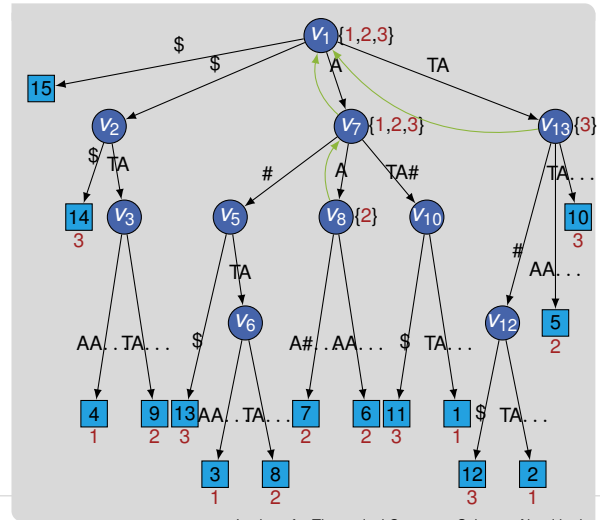 v1 {1,2,3}
$
$
A
TA
15
v2
v7 {1,2,3}
v13 {3}
$
TA
#
A
TA#
TA...
14
v3
v5
v8 {2}
v10
10
3
3
#
TA
AA...
v6
v12
5
2
AA...
TA...
$
A#...
AA...
$
TA...
4
9
13
AA...
TA...
7
6
11
1
$
TA...
1
2
3
2
2
3
1
3
8
12
2
1
2
3
1